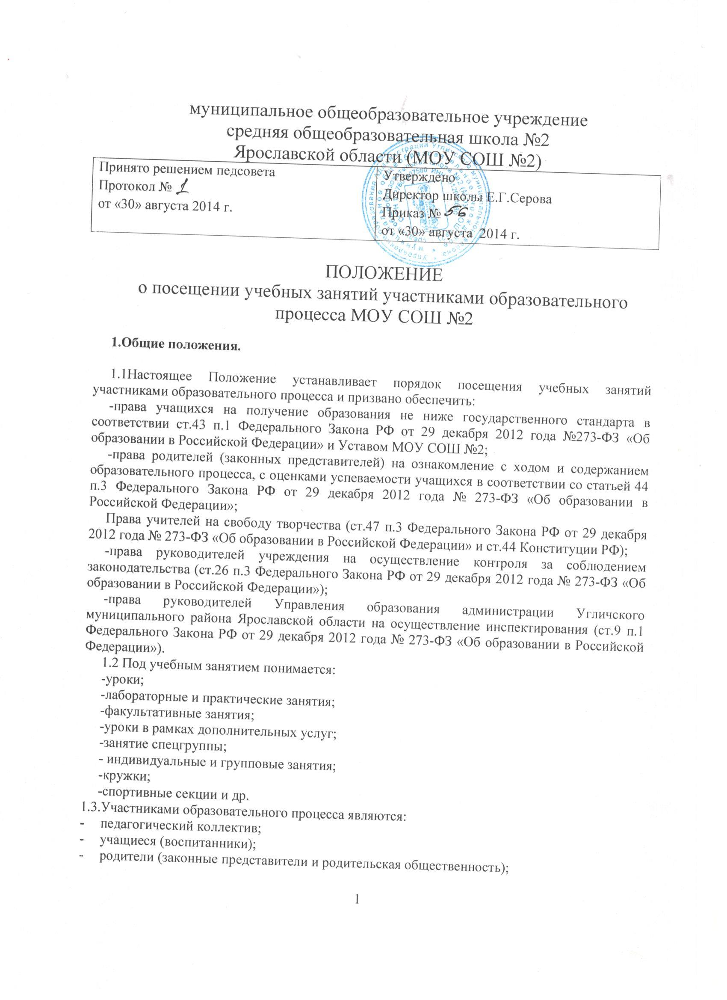 муниципальное общеобразовательное учреждение
средняя общеобразовательная школа №2
Ярославской области (МОУ СОШ №2)
Принято решением педсовета
Протокол № 1
от «30» августа 2014 г.
Утверждено
Директор школы Е.Г.Серова
Приказ № 56
от «30» августа 2014 г.
ПОЛОЖЕНИЕ
о посещении учебных занятий участниками образовательного
процесса МОУ СОШ №2
1.Общие положения.
1.1Настоящее Положение устанавливает порядок посещения учебных занятий
участниками образовательного процесса и призвано обеспечить:
-права учащихся на получение образования не ниже государственного стандарта в
соответствии ст.43 п.1 Федерального Закона РФ от 29 декабря 2012 года №273-ФЗ «Об
образовании в Российской Федерации» и Уставом МОУ СОШ №2;
-права родителей (законных представителей) на ознакомление с ходом и содержанием
образовательного процесса, с оценками успеваемости учащихся в соответствии со статьей 44
п.3 Федерального Закона РФ от 29 декабря 2012 года № 273-ФЗ «Об образовании в
Российской Федерации»;
Права учителей на свободу творчества (ст.47 п.3 Федерального Закона РФ от 29 декабря
2012 года № 273-ФЗ «Об образовании в Российской Федерации» и ст.44 Конституции РФ);
-права руководителей учреждения на осуществление контроля за соблюдением
законодательства (ст.26 п.3 Федерального Закона РФ от 29 декабря 2012 года № 273-ФЗ «Об
образовании в Российской Федерации»);
-права руководителей Управления образования администрации Угличского
муниципального района Ярославской области на осуществление инспектирования (ст.9 п.1
Федерального Закона РФ от 29 декабря 2012 года № 273-ФЗ «Об образовании в Российской
Федерации»).
1.2 Под учебным занятием понимается:
-уроки;
-лабораторные и практические занятия;
-факультативные занятия;
-уроки в рамках дополнительных услуг;
-занятие спецгруппы;
- индивидуальные и групповые занятия;
-кружки;
-спортивные секции и др.
1.3.Участниками образовательного процесса являются:
- педагогический коллектив;
- учащиеся (воспитанники);
- родители (законные представители и родительская общественность);
1